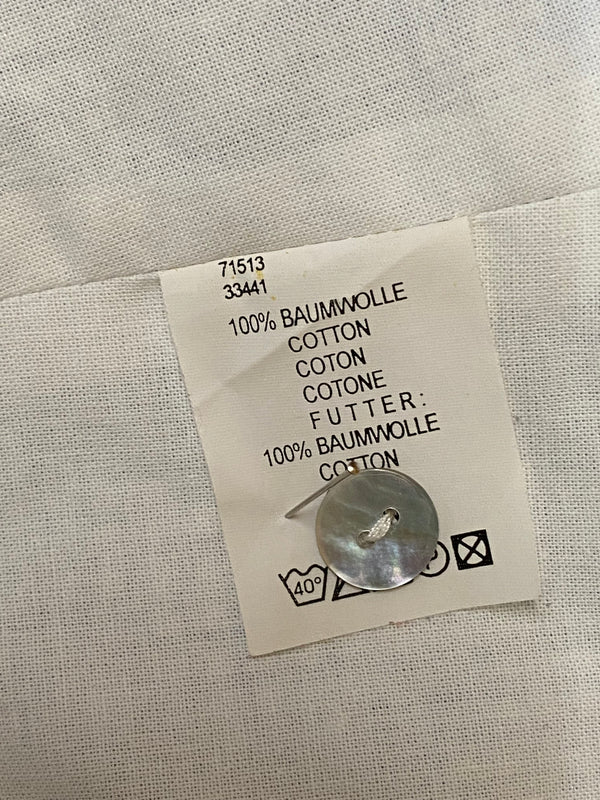 71513
33441
100% BAUMWOLLE
COTTON
COTON
COTONE
FUTTER:
100% BAUMWOLLE
COTTON
40° P